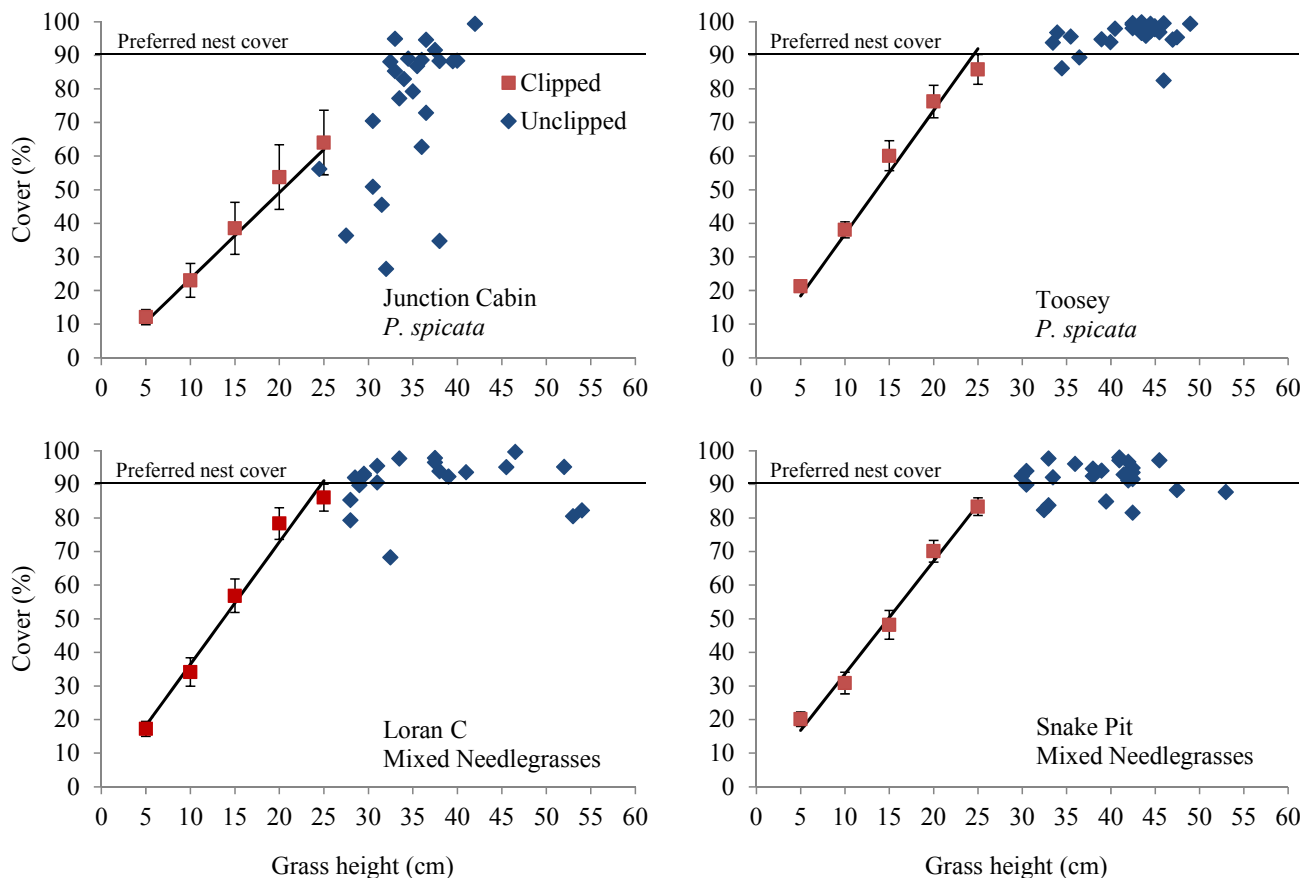 100
90
80
70
60
50
40
30
20
10
0
Cover (%)
Preferred nest cover
Clipped
Unclipped
Junction Cabin
P. spicata
0 5 10 15 20 25 30 35 40 45 50 55 60
100
90
80
70
60
50
40
30
20
10
0
Preferred nest cover
Toosey
P. spicata
0 5 10 15 20 25 30 35 40 45 50 55 60
100
90
80
70
60
50
40
30
20
10
0
Cover (%)
Preferred nest cover
Loran C
Mixed Needlegrasses
0 5 10 15 20 25 30 35 40 45 50 55 60
Grass height (cm)
100
90
80
70
60
50
40
30
20
10
0
Preferred nest cover
Snake Pit
Mixed Needlegrasses
0 5 10 15 20 25 30 35 40 45 50 55 60
Grass height (cm)